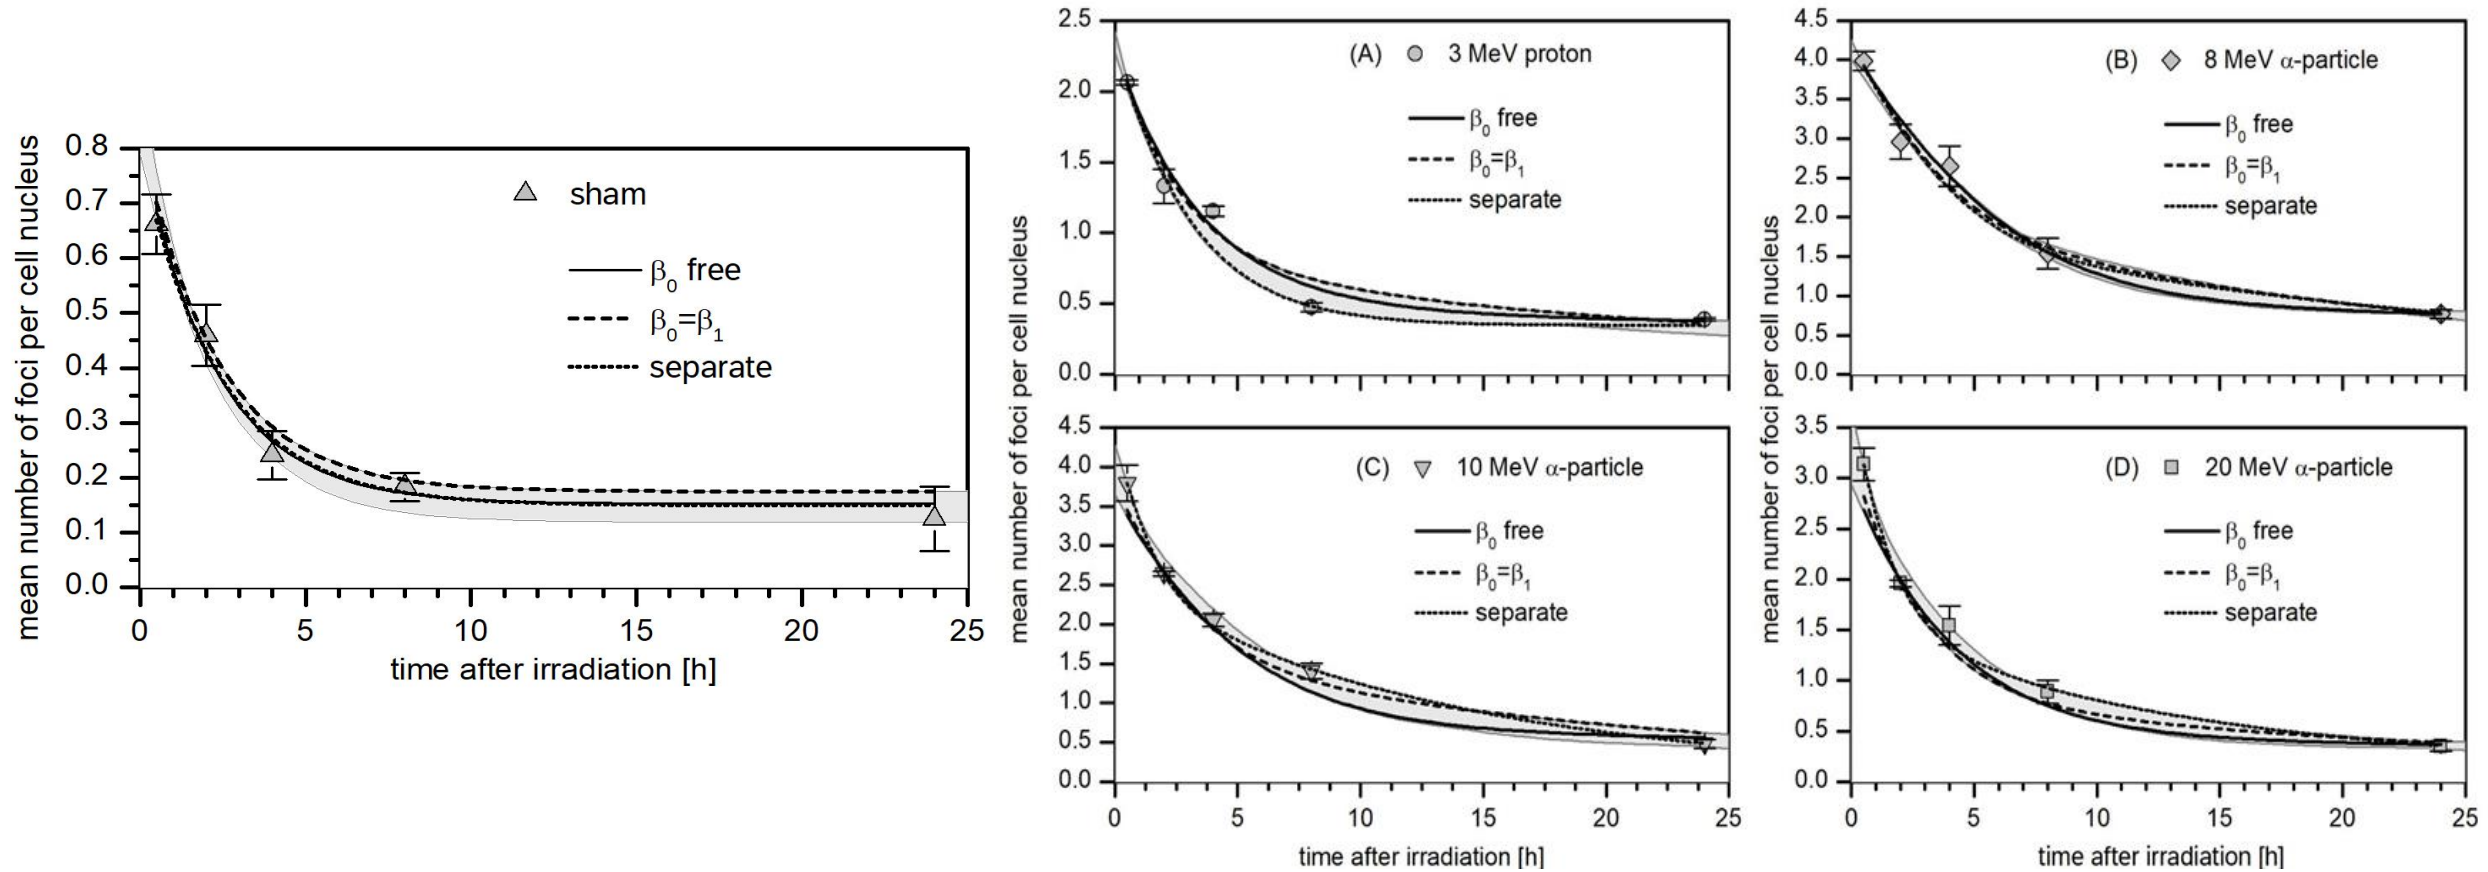 mean number of foci per cell nucleus
0.8
0.7
0.6
0.5
0.4
0.3
0.2
0.1
0.0
sham
β0 free
β0=β1
separate
0 5 10 15 20 25
time after irradiation [h]
mean number of foci per cell nucleus
2.5
2.0
1.5
1.0
0.5
0.0
(A) 3 MeV proton
β0 free
β0=β1
separate
mean number of foci per cell nucleus
4.5
4.0
3.5
3.0
2.5
2.0
1.5
1.0
0.5
0.0
(B) 8 MeV α-particle
β0 free
β0=β1
separate
4.5
4.0
3.5
3.0
2.5
2.0
1.5
1.0
0.5
0.0
(C) 10 MeV α-particle
β0 free
β0=β1
separate
0 5 10 15 20 25
time after irradiation [h]
3.5
3.0
2.5
2.0
1.5
1.0
0.5
0.0
(D) 20 MeV α-particle
β0 free
β0=β1
separate
0 5 10 15 20 25
time after irradiation [h]